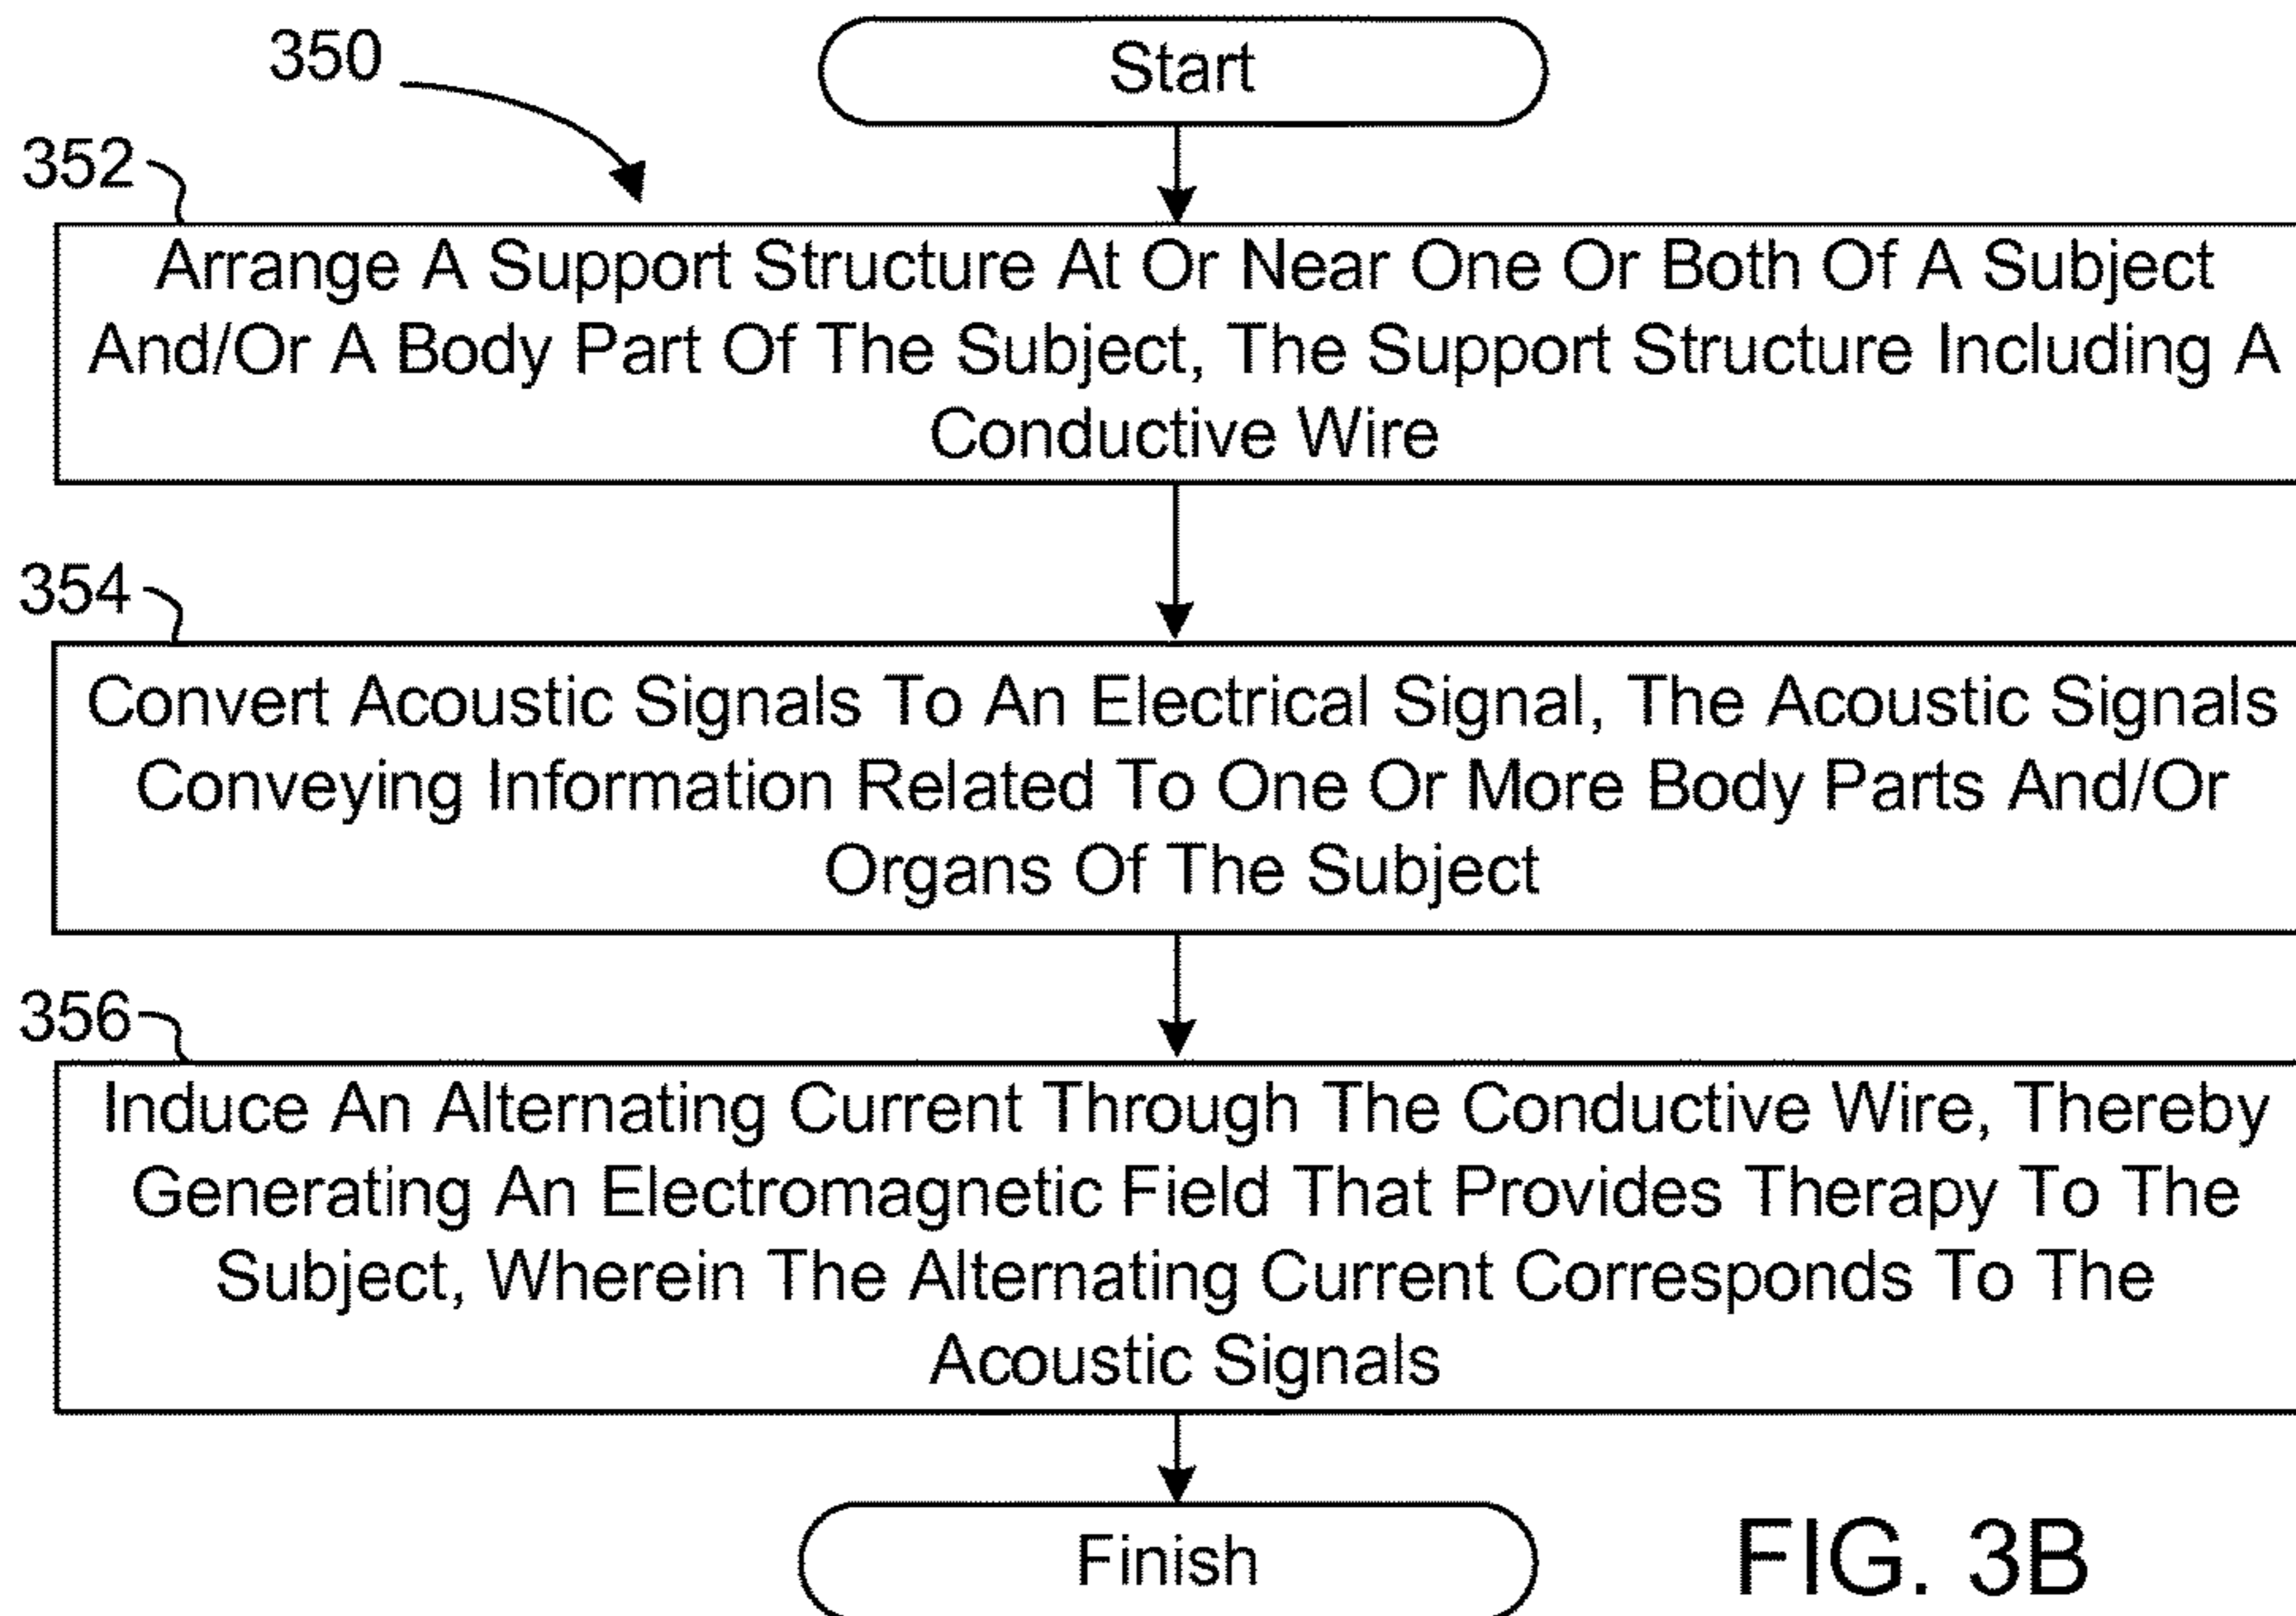 350
Start
352
Arrange A Support Structure At Or Near One Or Both Of A Subject
And/Or A Body Part Of The Subject, The Support Structure Including A
Conductive Wire
354
Convert Acoustic Signals To An Electrical Signal, The Acoustic Signals
Conveying Information Related To One Or More Body Parts And/Or
Organs Of The Subject
356
Induce An Alternating Current Through The Conductive Wire, Thereby
Generating An Electromagnetic Field That Provides Therapy To The
Subject, Wherein The Alternating Current Corresponds To The
Acoustic Signals
Finish
FIG. 3B